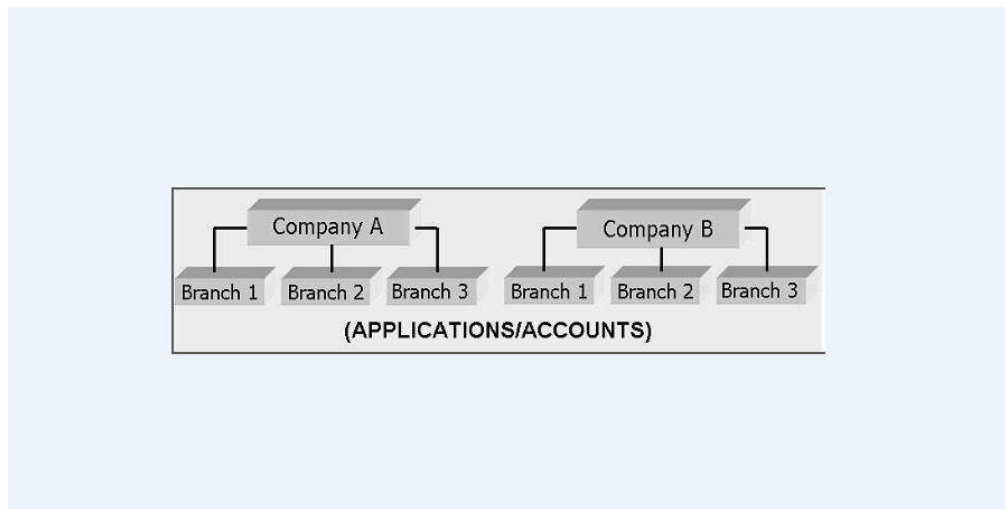 Company A
Company B
Branch 1 Branch 2 Branch 3 Branch 1 Branch 2 Branch 3
(APPLICATIONS/ACCOUNTS)